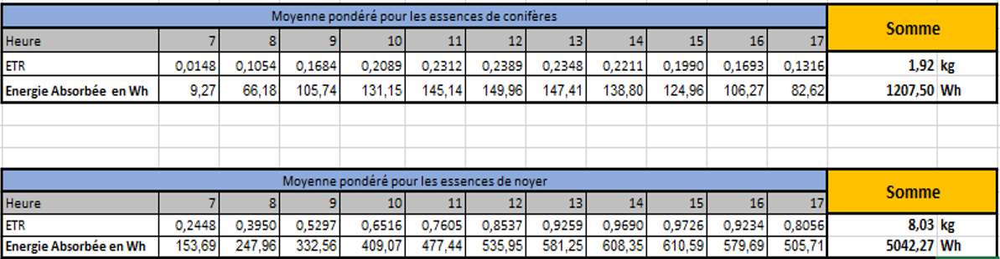 Moyenne pondéré pour les essences de conifères Somme
Heure 7 8 9 10 11 12 13 14 15 16 17
ETR 0,0148 0,1054 0,1684 0,2089 0,2312 0,2389 0,2348 0,2211 0,1990 0,1693 0,1316 1,92 kg
Energie Absorbée en Wh 9,27 66,18 105,74 131,15 145,14 149,96 147,41 138,80 124,96 106,27 82,62 1207,50 Wh
Moyenne pondéré pour les essences de noyer Somme
Heure 7 8 9 10 11 12 13 14 15 16 17
ETR 0,2448 0,3950 0,5297 0,6516 0,7605 0,8537 0,9259 0,9690 0,9726 0,9234 0,8056 8,03 kg
Energie Absorbée en Wh 153,69 247,96 332,56 409,07 477,44 535,95 581,25 608,35 610,59 579,69 505,71 5042,27 Wh